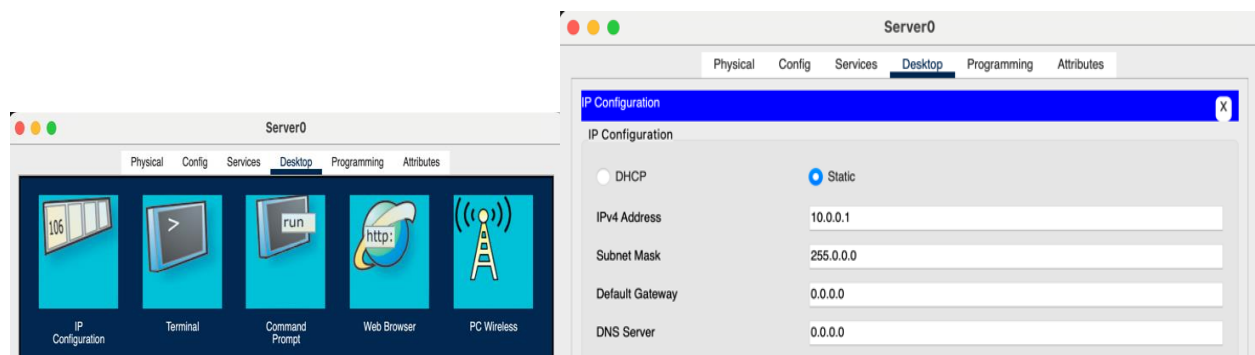 Server0
Physical Config Services Desktop Programming Attributes
106
>
run
http:
IP Configuration
Terminal
Command Prompt
Web Browser
PC Wireless
Server0
Physical Config Services Desktop Programming Attributes
IP Configuration X
IP Configuration
DHCP Static
IPv4 Address 10.0.0.1
Subnet Mask 255.0.0.0
Default Gateway 0.0.0.0
DNS Server 0.0.0.0